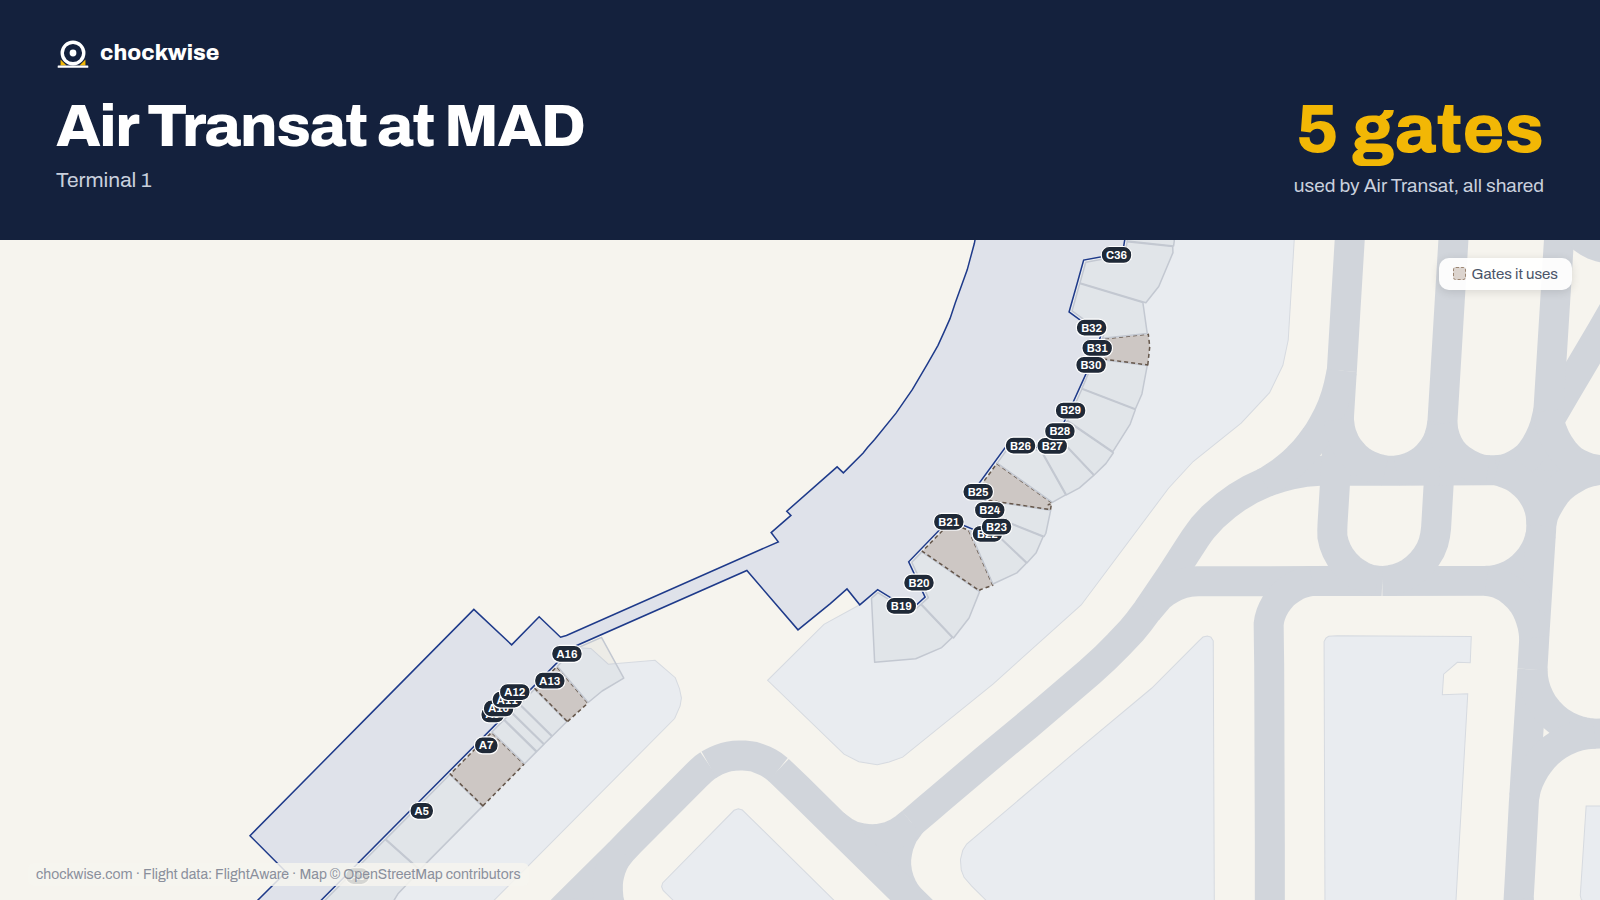 chockwise
Air Transat at MAD
Terminal 1
5 gates
used by Air Transat, all shared
Gates it uses
C36
B32
B31
B30
B29
B28
B26
B27
B25
B24
B21
B23
B20
B19
A16
A13
A12
A7
A5
chockwise.com · Flight data: FlightAware · Map © OpenStreetMap contributors